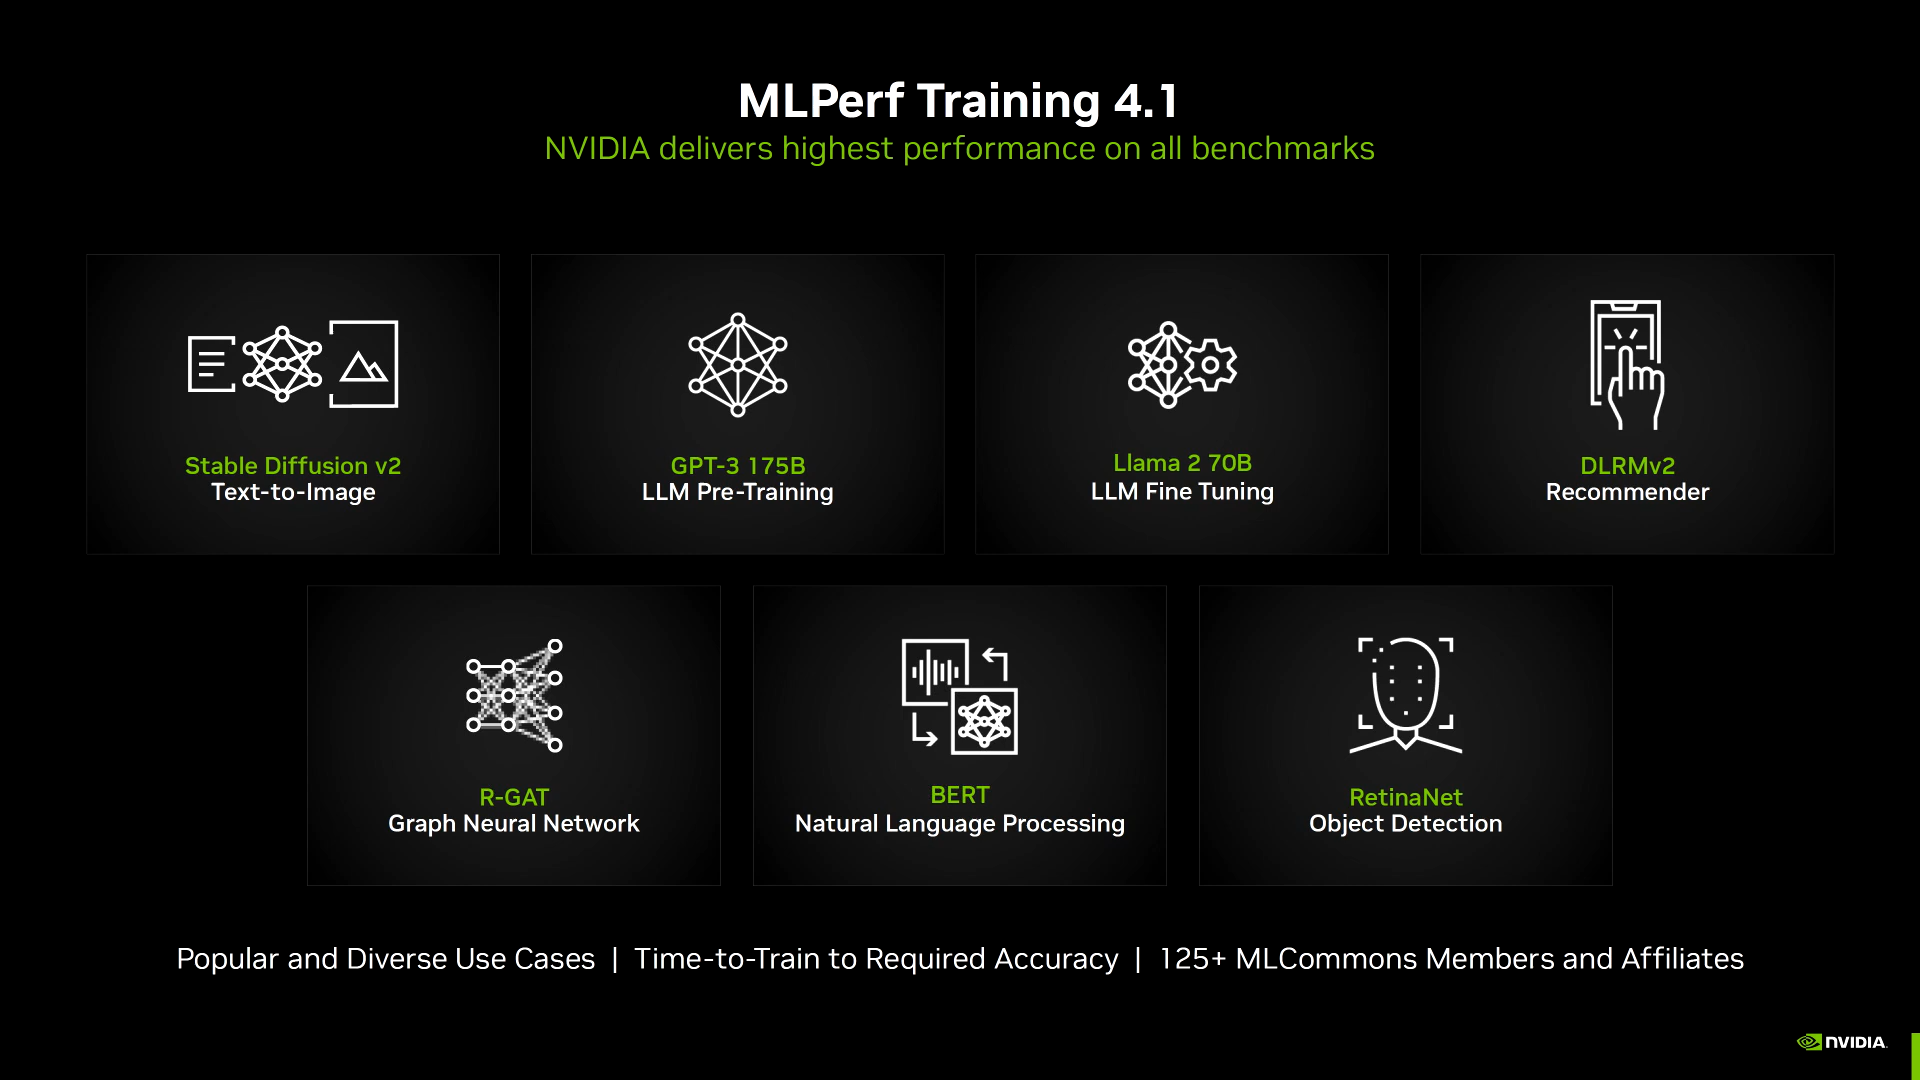 MLPerf Training 4.1
NVIDIA delivers highest performance on all benchmarks
Stable Diffusion v2
Text-to-Image
GPT-3 175B
LLM Pre-Training
Llama 2 70B
LLM Fine Tuning
DLRMv2
Recommender
R-GAT
Graph Neural Network
BERT
Natural Language Processing
RetinaNet
Object Detection
Popular and Diverse Use Cases | Time-to-Train to Required Accuracy | 125+ MLCommons Members and Affiliates
NVIDIA.